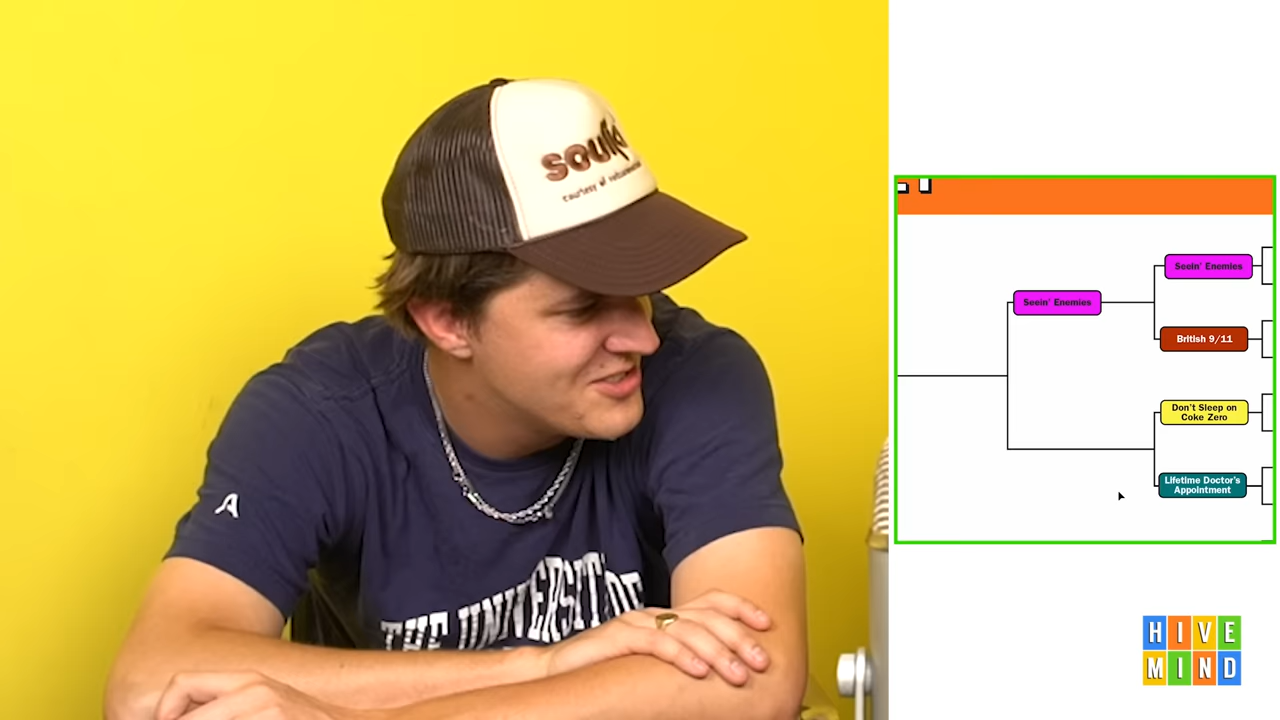 courtesy of
A
THE UNIVERSITY OF
Seein' Enemies
Seein' Enemies
British 9/11
Don't Sleep on
Coke Zero
Lifetime Doctor's
Appointment
HIVE
MIND